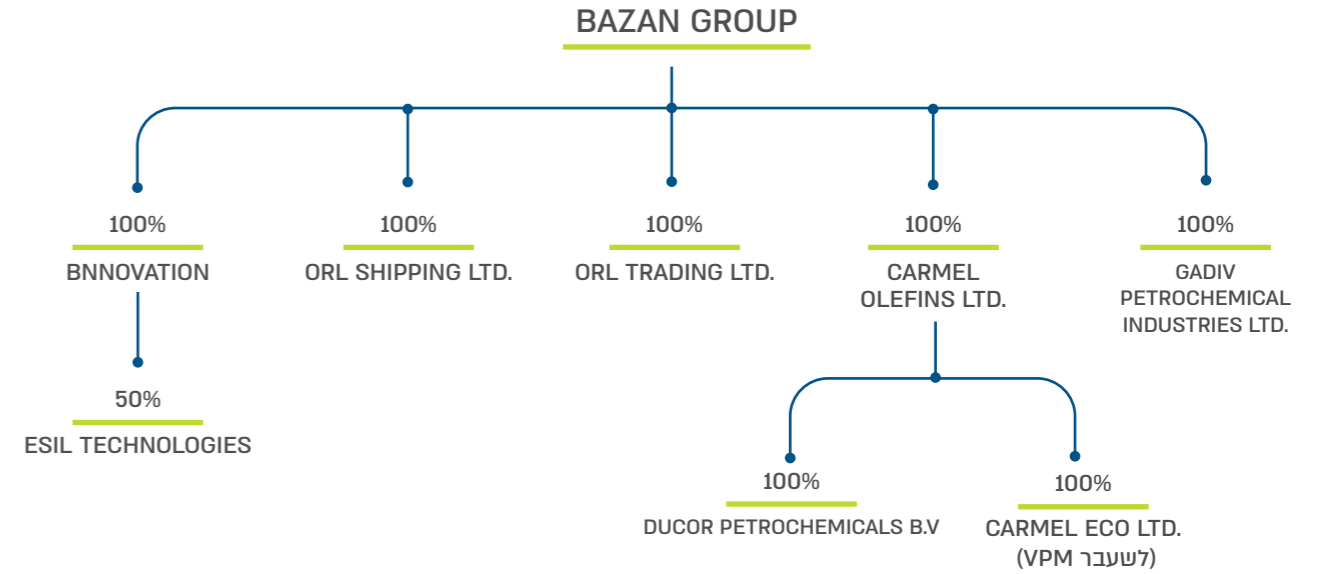 BAZAN GROUP
100%
BNNOVATION
100%
ORL SHIPPING LTD.
100%
ORL TRADING LTD.
100%
CARMEL
OLEFINS LTD.
100%
GADIV
PETROCHEMICAL
INDUSTRIES LTD.
50%
ESIL TECHNOLOGIES
100%
DUCOR PETROCHEMICALS B.V
100%
CARMEL ECO LTD.
(לשעבר VPM)